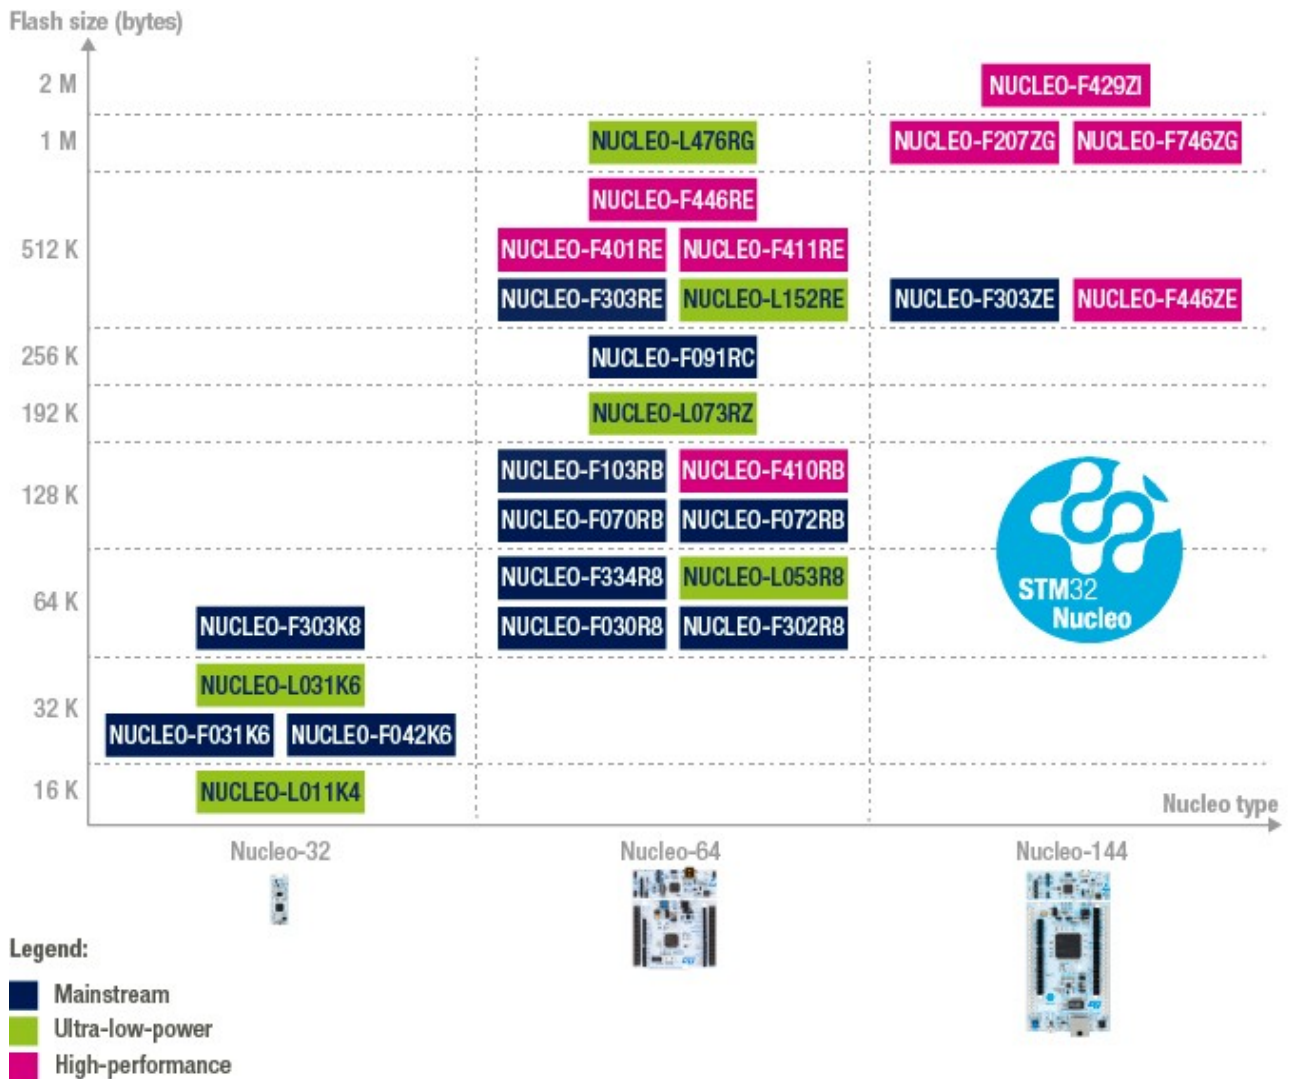 Flash size (bytes)
2 M
NUCLEO-F429ZI
1 M
NUCLEO-L476RG
NUCLEO-F207ZG NUCLEO-F746ZG
NUCLEO-F446RE
512 K
NUCLEO-F401RE NUCLEO-F411RE
NUCLEO-F303RE NUCLEO-L152RE
NUCLEO-F303ZE NUCLEO-F446ZE
256 K
NUCLEO-F091RC
192 K
NUCLEO-L073RZ
128 K
NUCLEO-F103RB NUCLEO-F410RB
NUCLEO-F070RB NUCLEO-F072RB
64 K
NUCLEO-F334R8 NUCLEO-L053R8
NUCLEO-F303K8
NUCLEO-F030R8 NUCLEO-F302R8
STM32
Nucleo
32 K
NUCLEO-L031K6
NUCLEO-F031K6 NUCLEO-F042K6
16 K
NUCLEO-L011K4
Nucleo type
Nucleo-32
Nucleo-64
Nucleo-144
Legend:
Mainstream
Ultra-low-power
High-performance